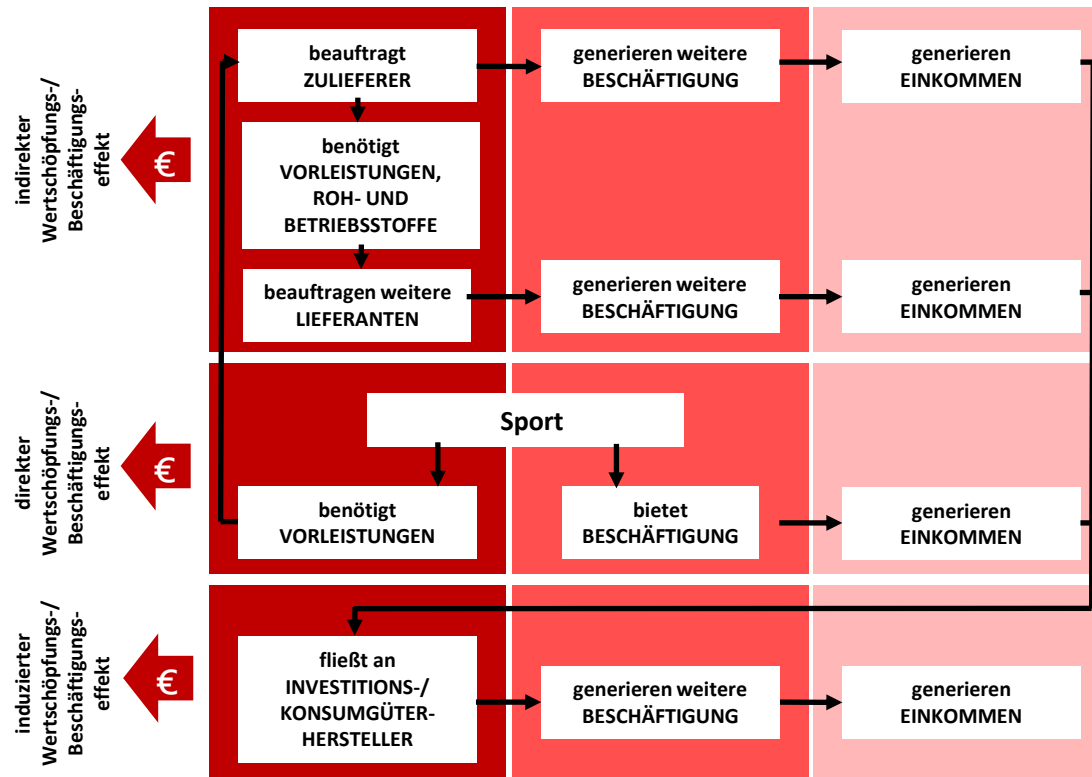 indirekter
Wertschöpfungs-/
Beschäftigungs-
effekt
€
beauftragt
ZULIEFERER
generieren weitere
BESCHÄFTIGUNG
generieren
EINKOMMEN
benötigt
VORLEISTUNGEN,
ROH- UND
BETRIEBSSTOFFE
beauftragen weitere
LIEFERANTEN
generieren weitere
BESCHÄFTIGUNG
generieren
EINKOMMEN
direkter
Wertschöpfungs-/
Beschäftigungs-
effekt
€
Sport
benötigt
VORLEISTUNGEN
bietet
BESCHÄFTIGUNG
generieren
EINKOMMEN
induzierter
Wertschöpfungs-/
Beschäftigungs-
effekt
€
fließt an
INVESTITIONS-/
KONSUMGÜTER-
HERSTELLER
generieren weitere
BESCHÄFTIGUNG
generieren
EINKOMMEN